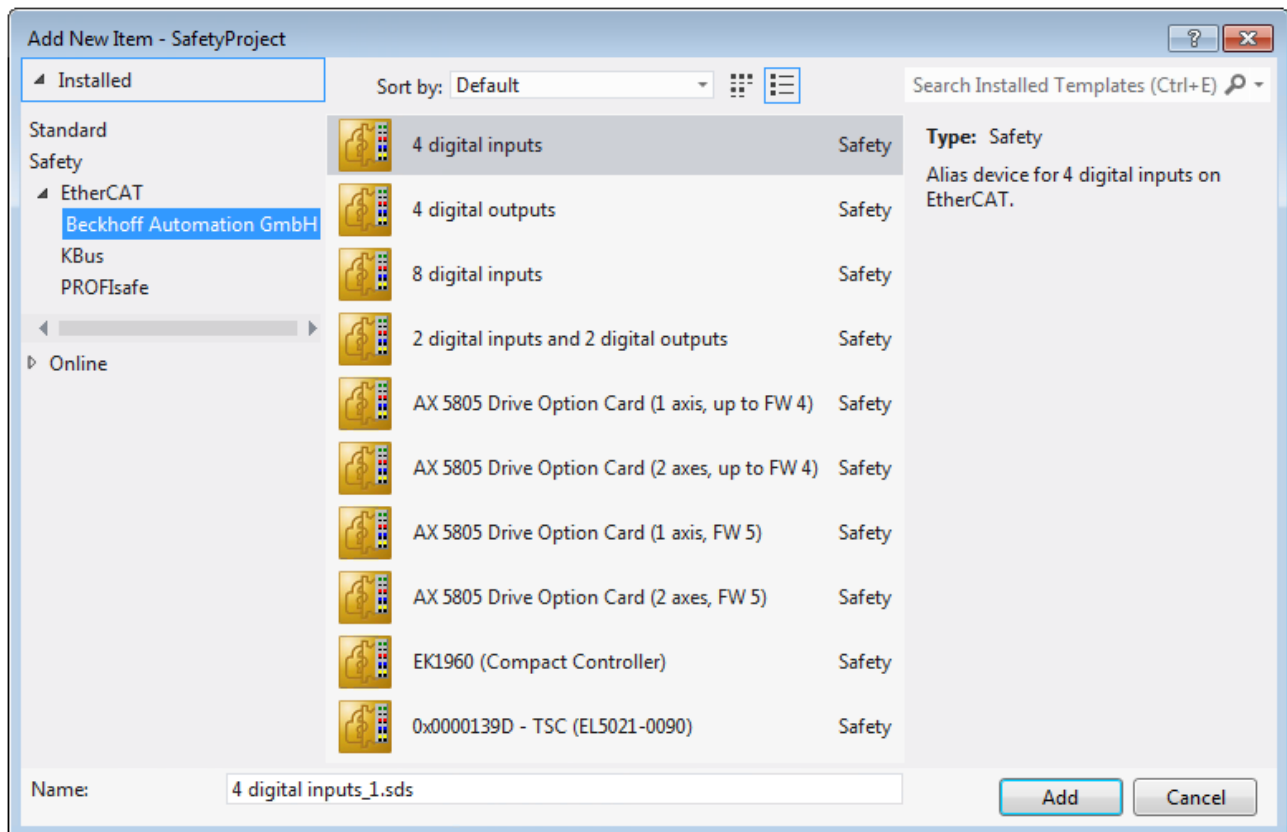 Add New Item - SafetyProject
?
Installed
Sort by: Default
Search Installed Templates (Ctrl+E)
Standard
Safety
EtherCAT
Beckhoff Automation GmbH
KBus
PROFIsafe
Online
4 digital inputs Safety
4 digital outputs Safety
8 digital inputs Safety
2 digital inputs and 2 digital outputs Safety
AX 5805 Drive Option Card (1 axis, up to FW 4) Safety
AX 5805 Drive Option Card (2 axes, up to FW 4) Safety
AX 5805 Drive Option Card (1 axis, FW 5) Safety
AX 5805 Drive Option Card (2 axes, FW 5) Safety
EK1960 (Compact Controller) Safety
0x0000139D - TSC (EL5021-0090) Safety
Type: Safety
Alias device for 4 digital inputs on
EtherCAT.
Name: 4 digital inputs_1.sds
Add Cancel